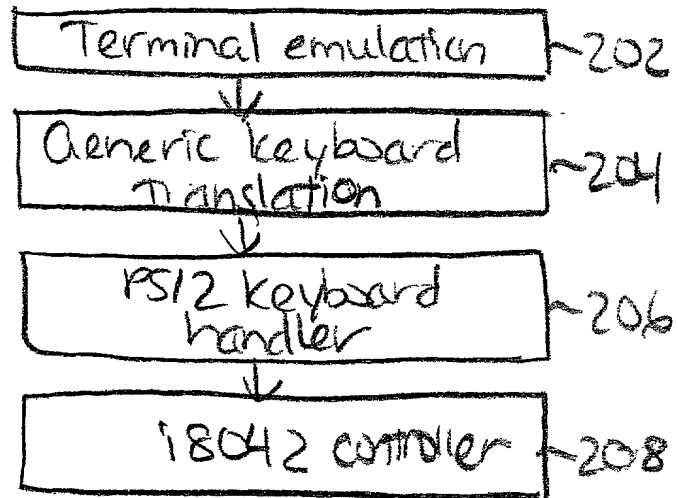 Terminal emulation 202
Generic keyboard
Translation 204
PS/2 keyboard
handler 206
i8042 controller 208